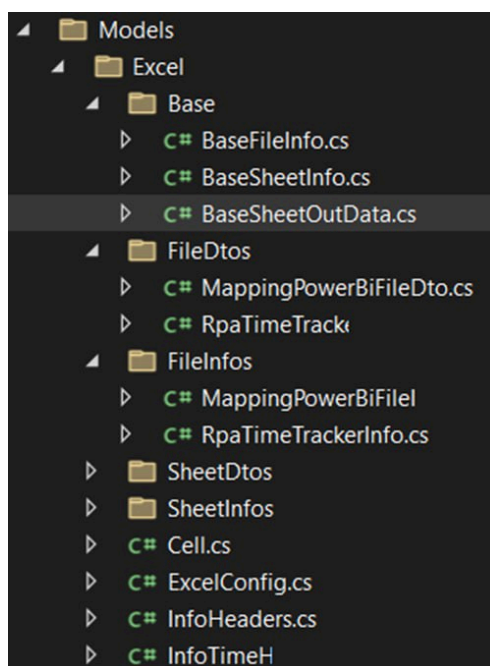 Models
Excel
Base
C# BaseFileInfo.cs
C# BaseSheetInfo.cs
C# BaseSheetOutData.cs
FileDtos
C# MappingPowerBiFileDto.cs
C# RpaTimeTracke
FileInfos
C# MappingPowerBiFileI
C# RpaTimeTrackerInfo.cs
SheetDtos
SheetInfos
C# Cell.cs
C# ExcelConfig.cs
C# InfoHeaders.cs
C# InfoTimeH